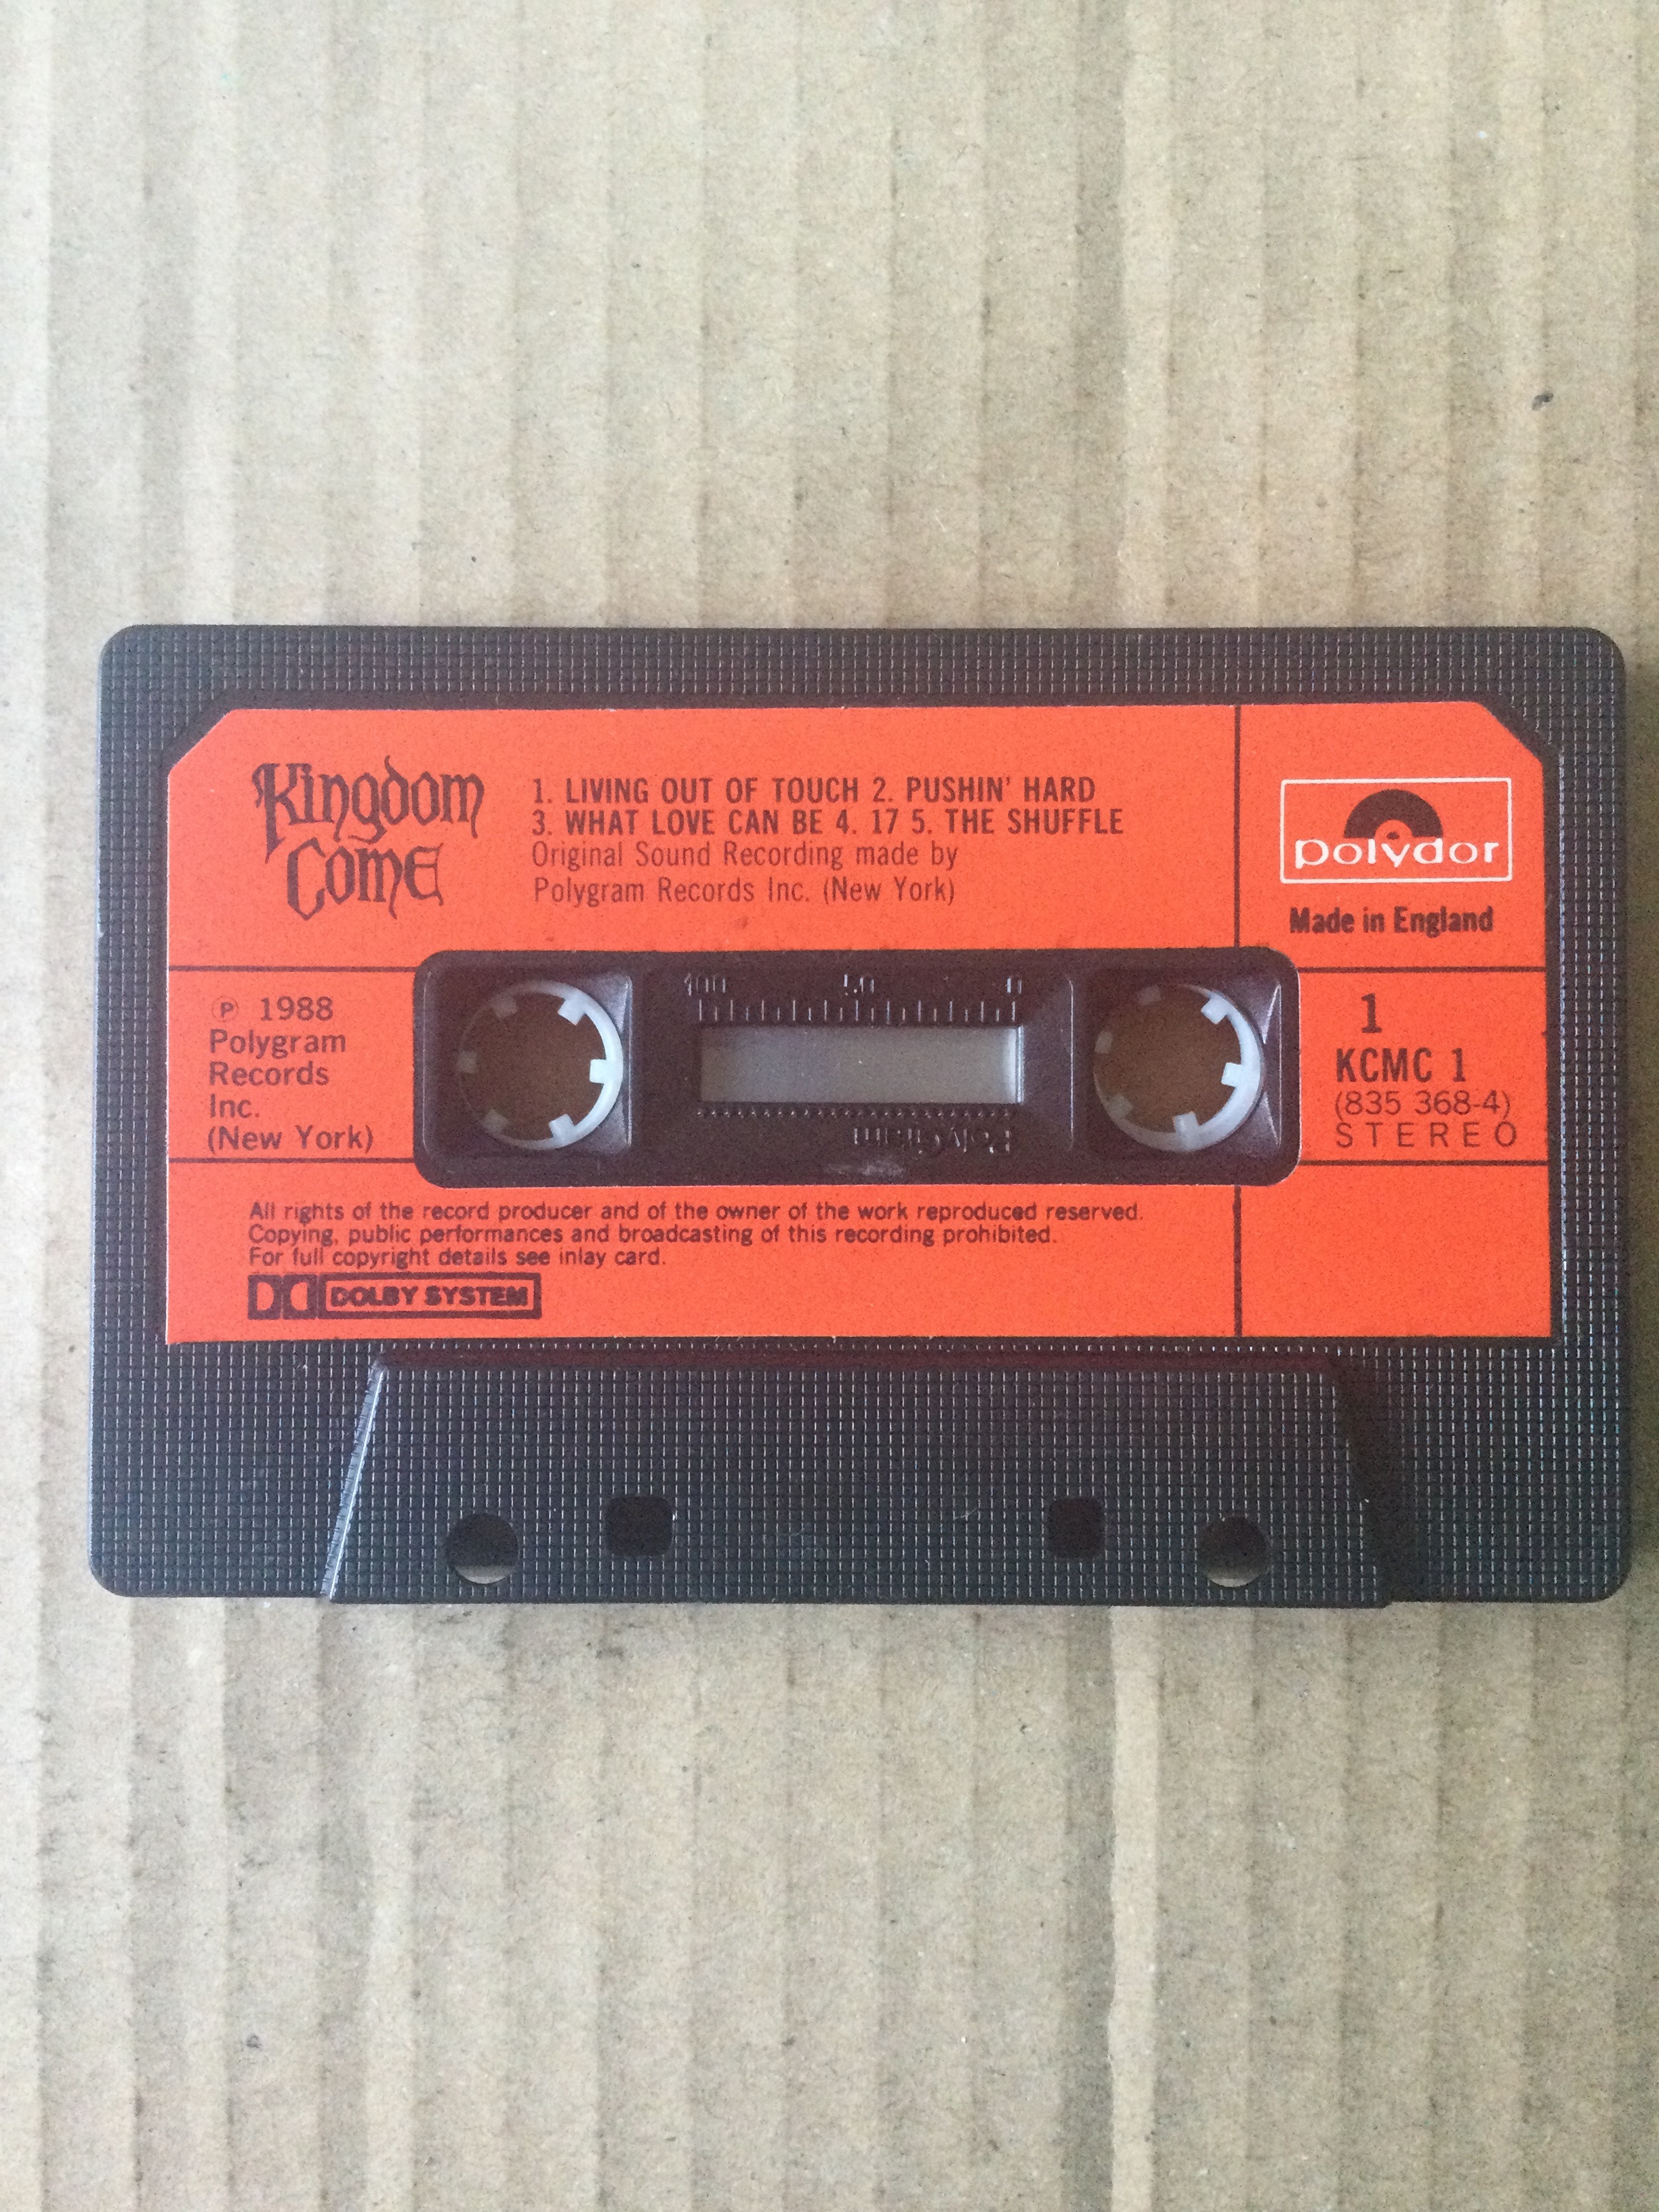 Kingdom
Come
1. LIVING OUT OF TOUCH 2. PUSHIN' HARD
3. WHAT LOVE CAN BE 4. 17 5. THE SHUFFLE
Original Sound Recording made by
Polygram Records Inc. (New York)
polydor
Made in England
℗ 1988
Polygram
Records
Inc.
(New York)
100 50 0
PolyGram
1
KCMC 1
(835 368-4)
STEREO
All rights of the record producer and of the owner of the work reproduced reserved.
Copying, public performances and broadcasting of this recording prohibited.
For full copyright details see inlay card.
DOLBY SYSTEM